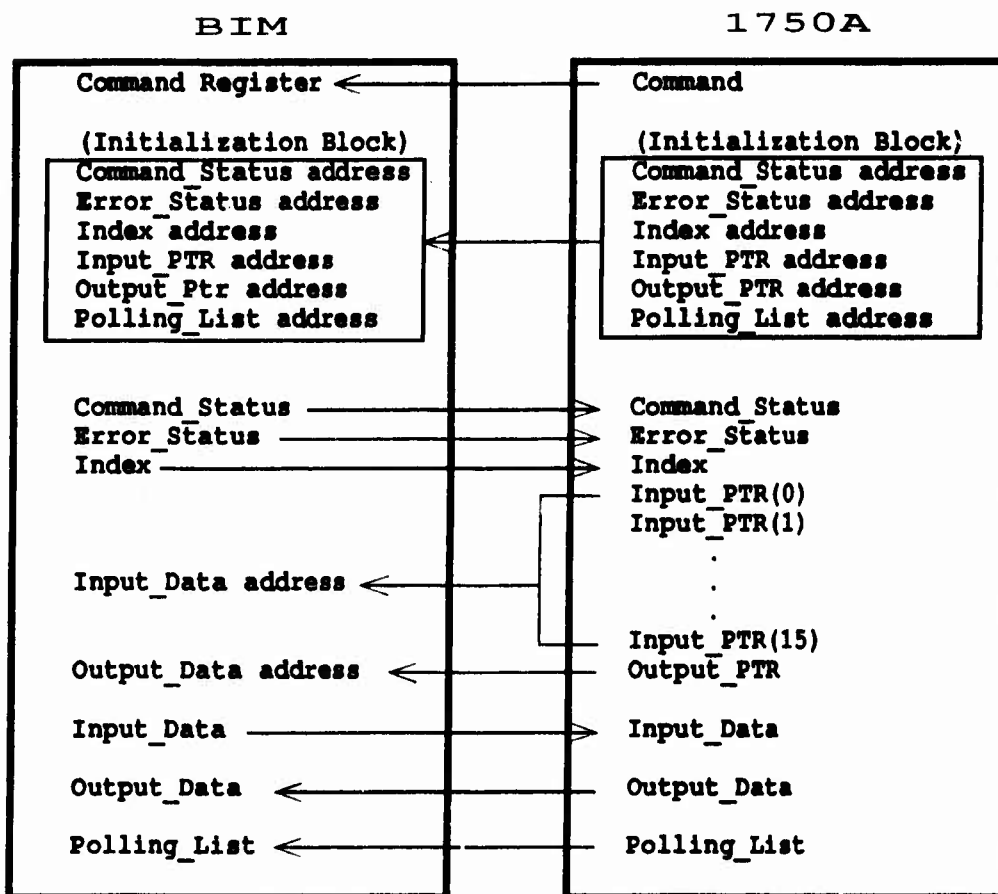 BIM
1750A
Command Register
Command
(Initialization Block)
(Initialization Block)
Command_Status address
Command_Status address
Error_Status address
Error_Status address
Index address
Index address
Input_PTR address
Input_PTR address
Output_Ptr address
Output_PTR address
Polling_List address
Polling_List address
Command_Status
Command_Status
Error_Status
Error_Status
Index
Index
Input_PTR(0)
Input_PTR(1)
.
.
.
Input_Data address
Input_PTR(15)
Output_Data address
Output_PTR
Input_Data
Input_Data
Output_Data
Output_Data
Polling_List
Polling_List